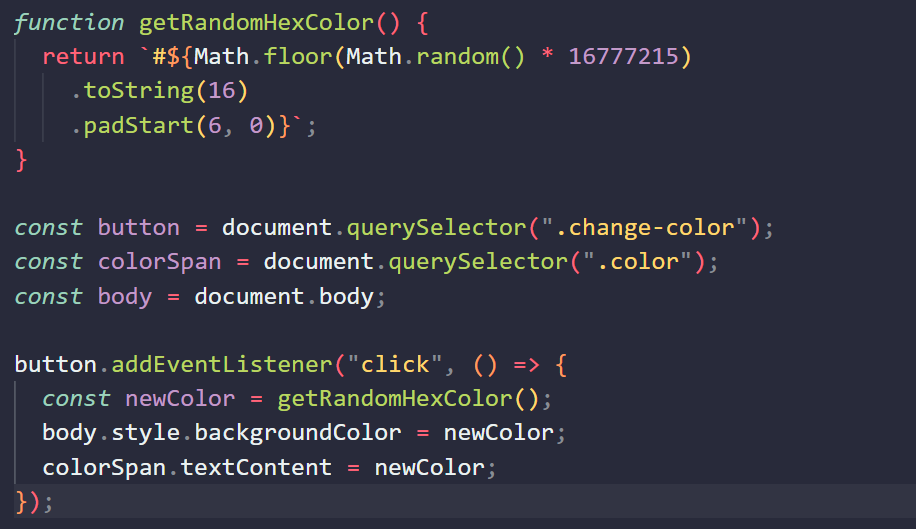 function getRandomHexColor() {
  return `#${Math.floor(Math.random() * 16777215)
    .toString(16)
    .padStart(6, 0)}`;
}

const button = document.querySelector(".change-color");
const colorSpan = document.querySelector(".color");
const body = document.body;

button.addEventListener("click", () => {
  const newColor = getRandomHexColor();
  body.style.backgroundColor = newColor;
  colorSpan.textContent = newColor;
});